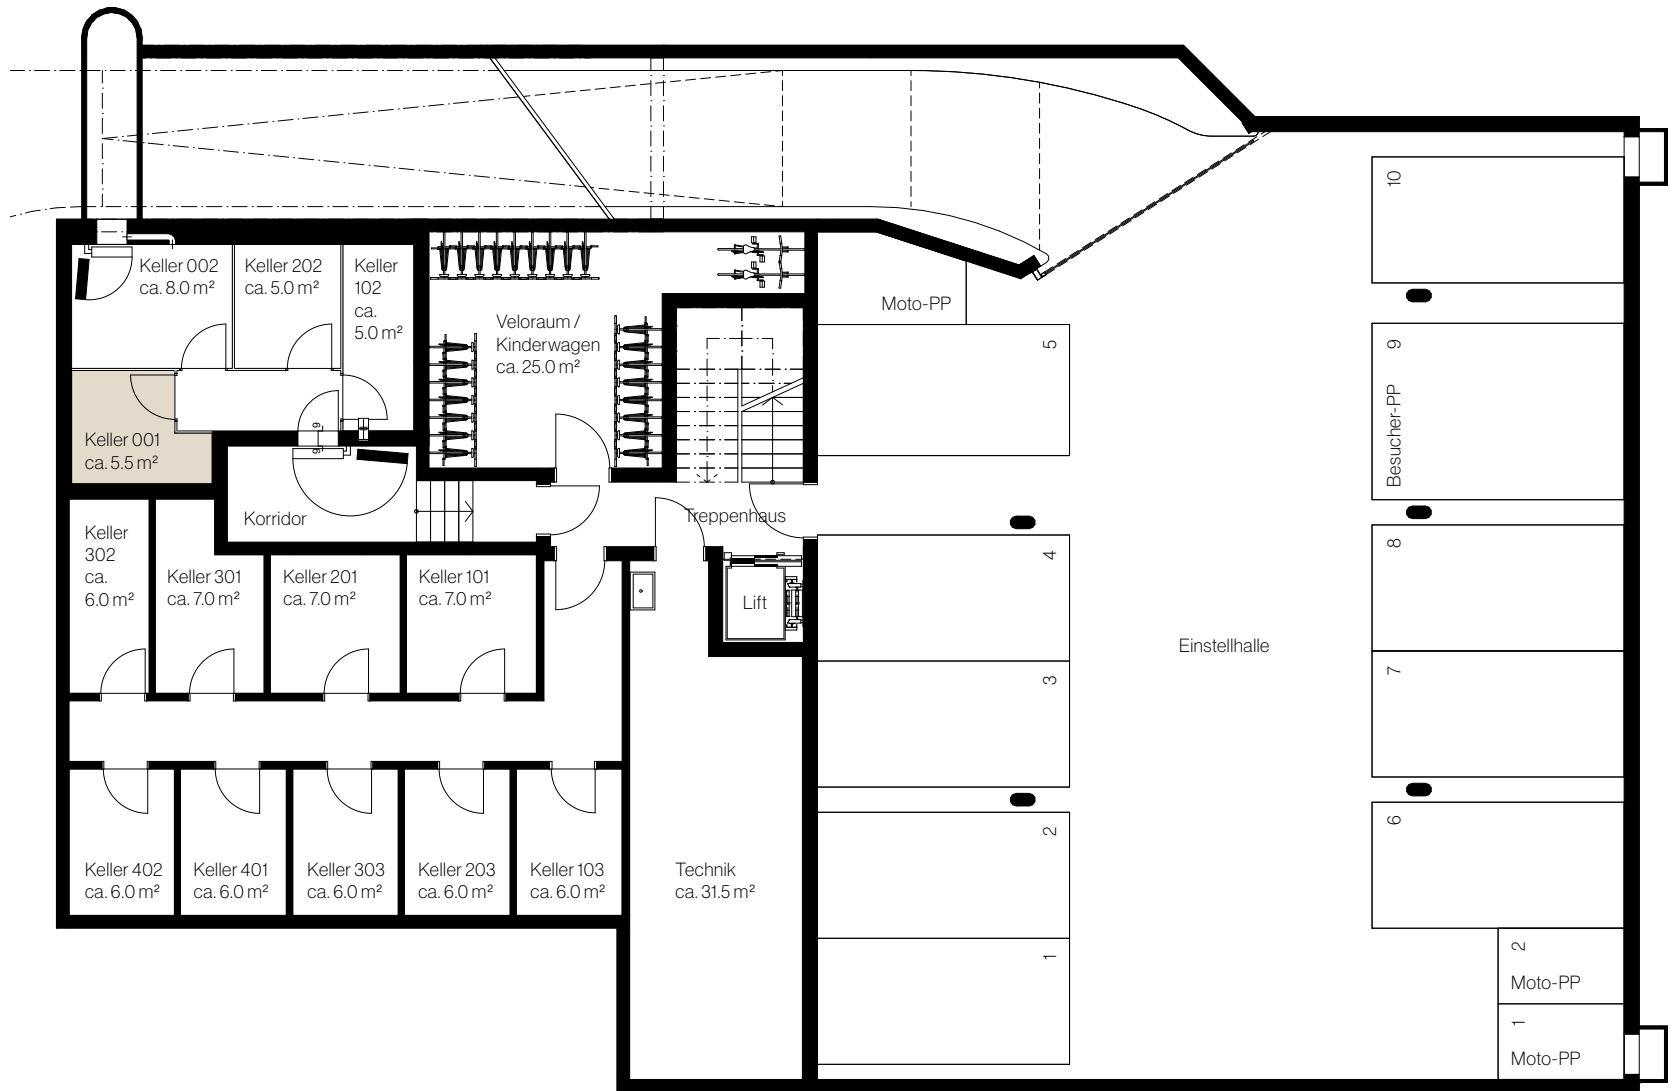 10
Keller 002
ca. 8.0 m²
Keller 202
ca. 5.0 m²
Keller
102
ca.
5.0 m²
Moto-PP
Veloraum /
Kinderwagen
ca. 25.0 m²
5
9
Besucher-PP
9
9
Keller 001
ca. 5.5 m²
Korridor
Treppenhaus
Keller
302
ca.
6.0 m²
Keller 301
ca. 7.0 m²
Keller 201
ca. 7.0 m²
Keller 101
ca. 7.0 m²
Lift
4
8
Einstellhalle
3
7
2
6
Keller 402
ca. 6.0 m²
Keller 401
ca. 6.0 m²
Keller 303
ca. 6.0 m²
Keller 203
ca. 6.0 m²
Keller 103
ca. 6.0 m²
Technik
ca. 31.5 m²
1
2
Moto-PP
1
Moto-PP